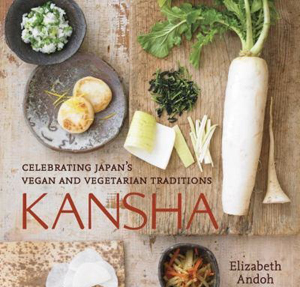 CELEBRATING JAPAN'S
VEGAN AND VEGETARIAN TRADITIONS
KANSHA
Elizabeth
Andoh